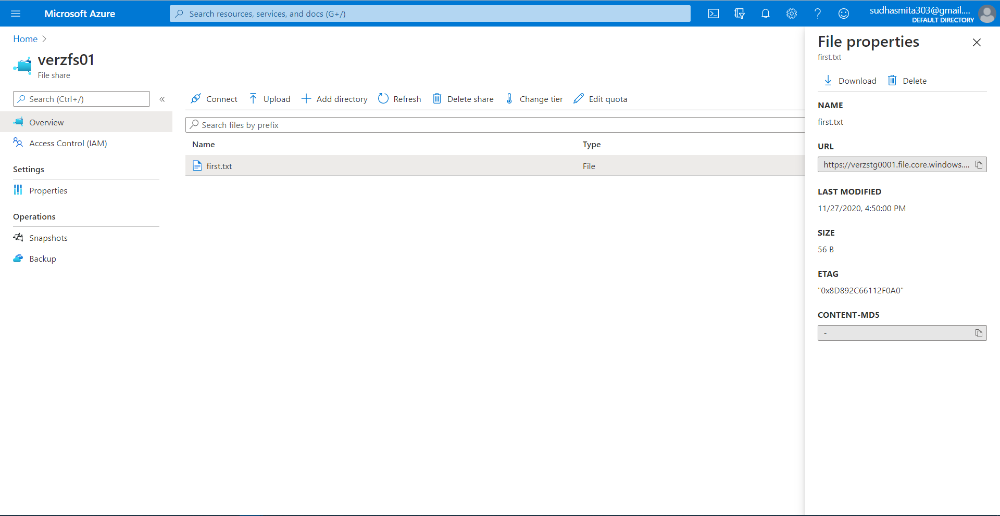 Microsoft Azure
Search resources, services, and docs (G+/)
sudhasmita303@gmail....
DEFAULT DIRECTORY
Home
verzfs01
File share
Search (Ctrl+/)
«
Overview
Access Control (IAM)
Settings
Properties
Operations
Snapshots
Backup
Connect
Upload
Add directory
Refresh
Delete share
Change tier
Edit quota
Search files by prefix
Name Type
first.txt File
File properties
first.txt
Download
Delete
NAME
first.txt
URL
https://verzstg0001.file.core.windows....
LAST MODIFIED
11/27/2020, 4:50:00 PM
SIZE
56 B
ETAG
"0x8D892C66112F0A0"
CONTENT-MD5
-